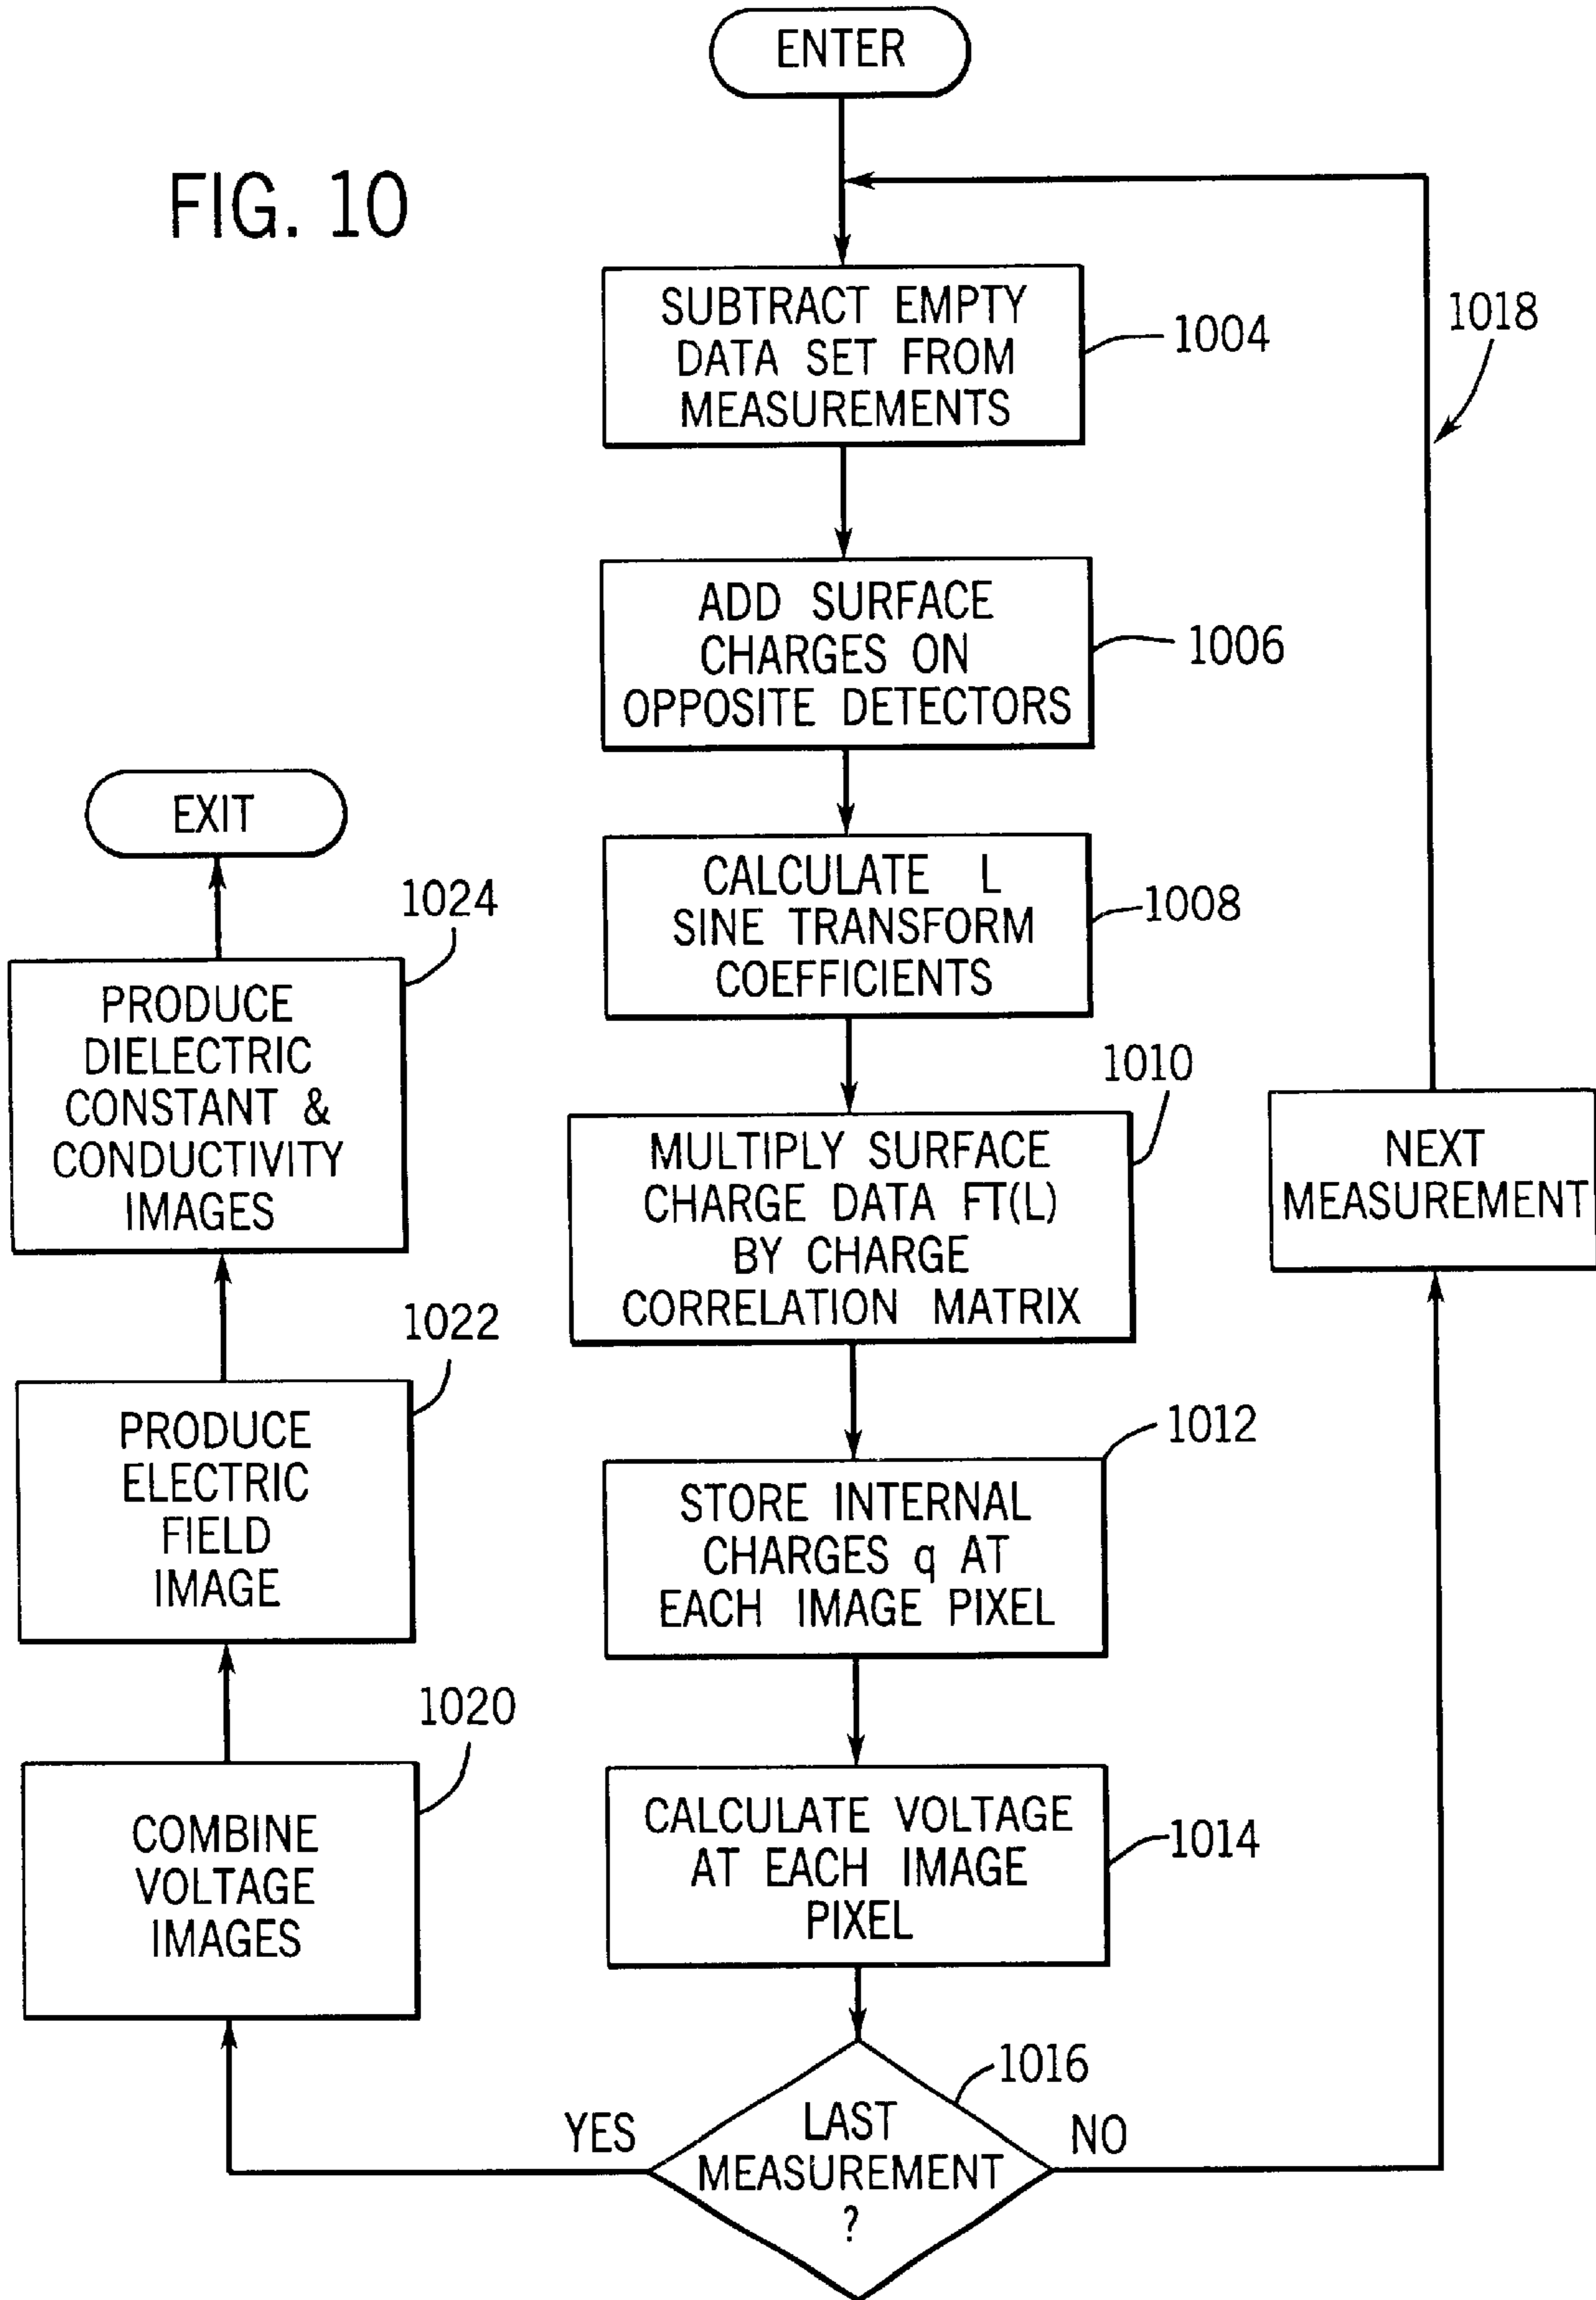 FIG. 10
ENTER
SUBTRACT EMPTY
DATA SET FROM
MEASUREMENTS
1004
1018
ADD SURFACE
CHARGES ON
OPPOSITE DETECTORS
1006
CALCULATE L
SINE TRANSFORM
COEFFICIENTS
1008
MULTIPLY SURFACE
CHARGE DATA FT(L)
BY CHARGE
CORRELATION MATRIX
1010
STORE INTERNAL
CHARGES q AT
EACH IMAGE PIXEL
1012
CALCULATE VOLTAGE
AT EACH IMAGE
PIXEL
1014
LAST
MEASUREMENT
?
1016
YES
NO
NEXT
MEASUREMENT
COMBINE
VOLTAGE
IMAGES
1020
PRODUCE
ELECTRIC
FIELD
IMAGE
1022
PRODUCE
DIELECTRIC
CONSTANT &
CONDUCTIVITY
IMAGES
1024
EXIT